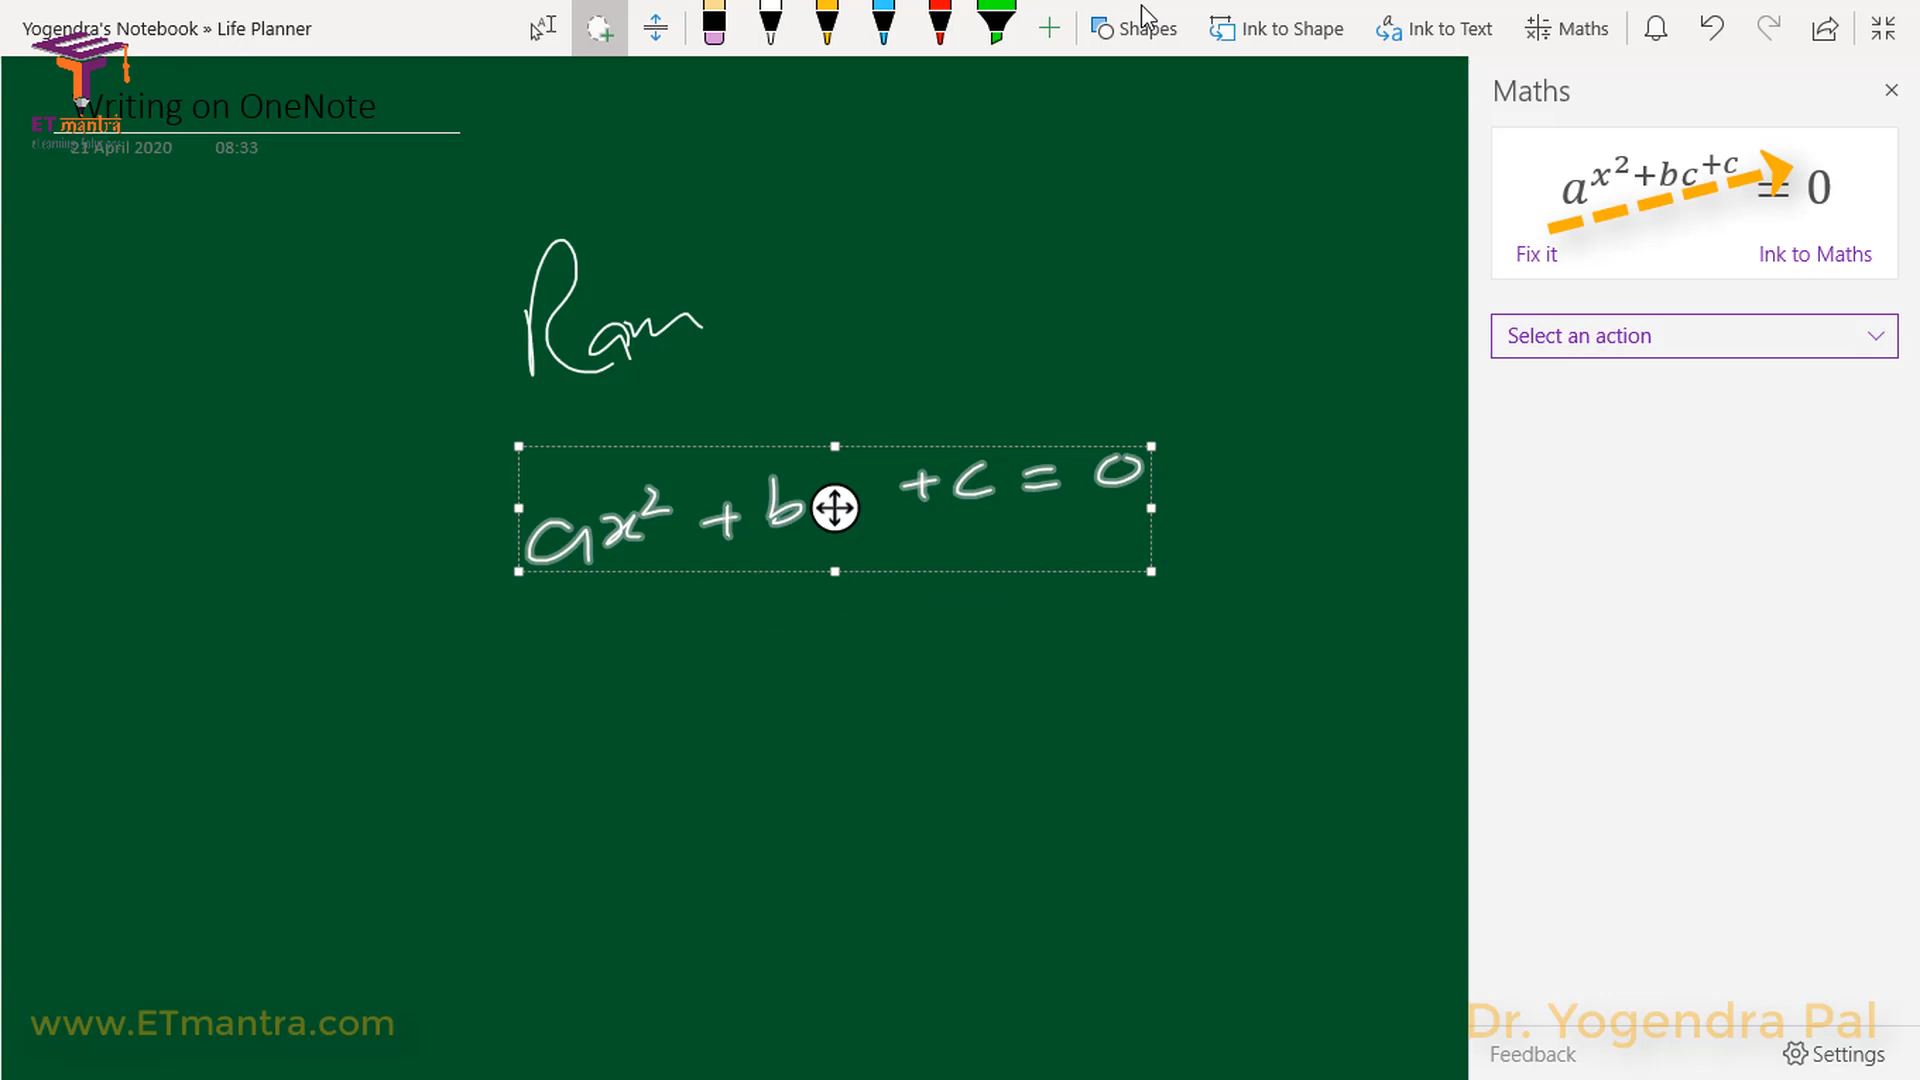 Yogendra's Notebook » Life Planner
Shapes
Ink to Shape
Ink to Text
Maths
Writing on OneNote
ETmantra
21 April 2020 08:33
Ram
ax² + b + c = 0
Maths
a^{x²+bc+c} = 0
Fix it
Ink to Maths
Select an action
www.ETmantra.com
Dr. Yogendra Pal
Feedback
Settings